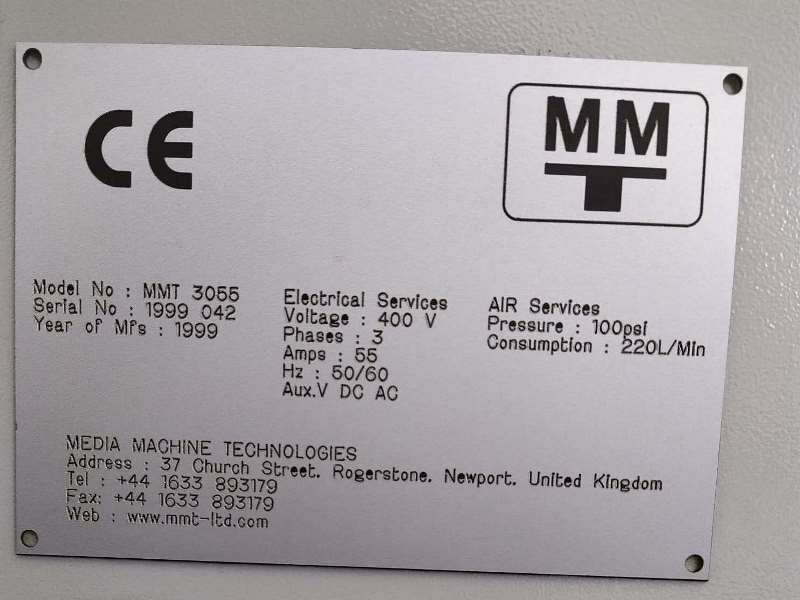 CE
MM
T
Model No : MMT 3055
Serial No : 1999 042
Year of Mfs : 1999
Electrical Services
Voltage : 400 V
Phases : 3
Amps : 55
Hz : 50/60
Aux.V DC AC
AIR Services
Pressure : 100psi
Consumption : 220L/Min
MEDIA MACHINE TECHNOLOGIES
Address : 37 Church Street. Rogerstone. Newport. United Kingdom
Tel : +44 1633 893179
Fax: +44 1633 893179
Web : www.mmt-ltd.com